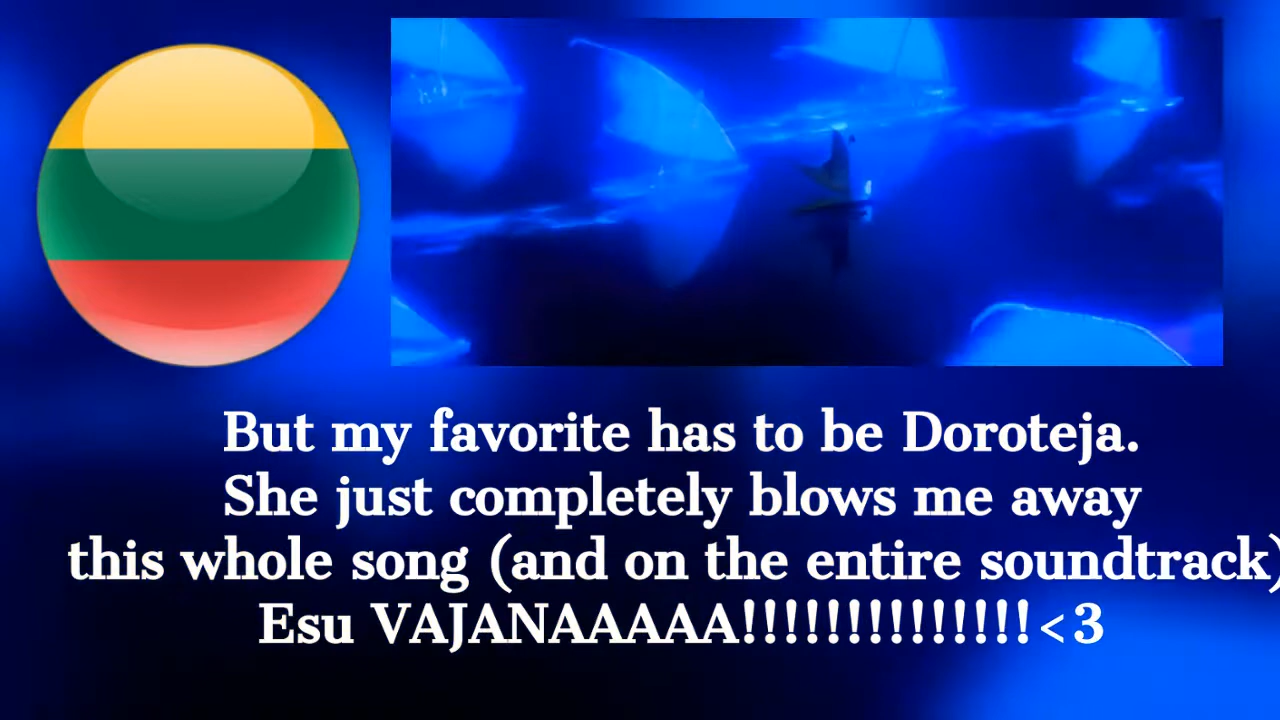 But my favorite has to be Doroteja.
She just completely blows me away
this whole song (and on the entire soundtrack)
Esu VAJANAAAAA!!!!!!!!!!!!!!<3